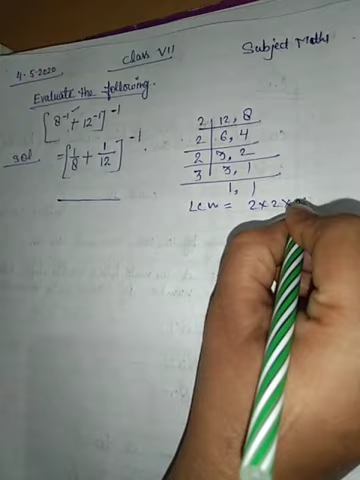 4.5.2020 Class VII Subject Maths
Evaluate the following.
[8⁻¹ + 12⁻¹]⁻¹
Sol. = [1/8 + 1/12]⁻¹
2 | 12, 8
2 | 6, 4
2 | 3, 2
3 | 3, 1
1, 1
LCM = 2×2×